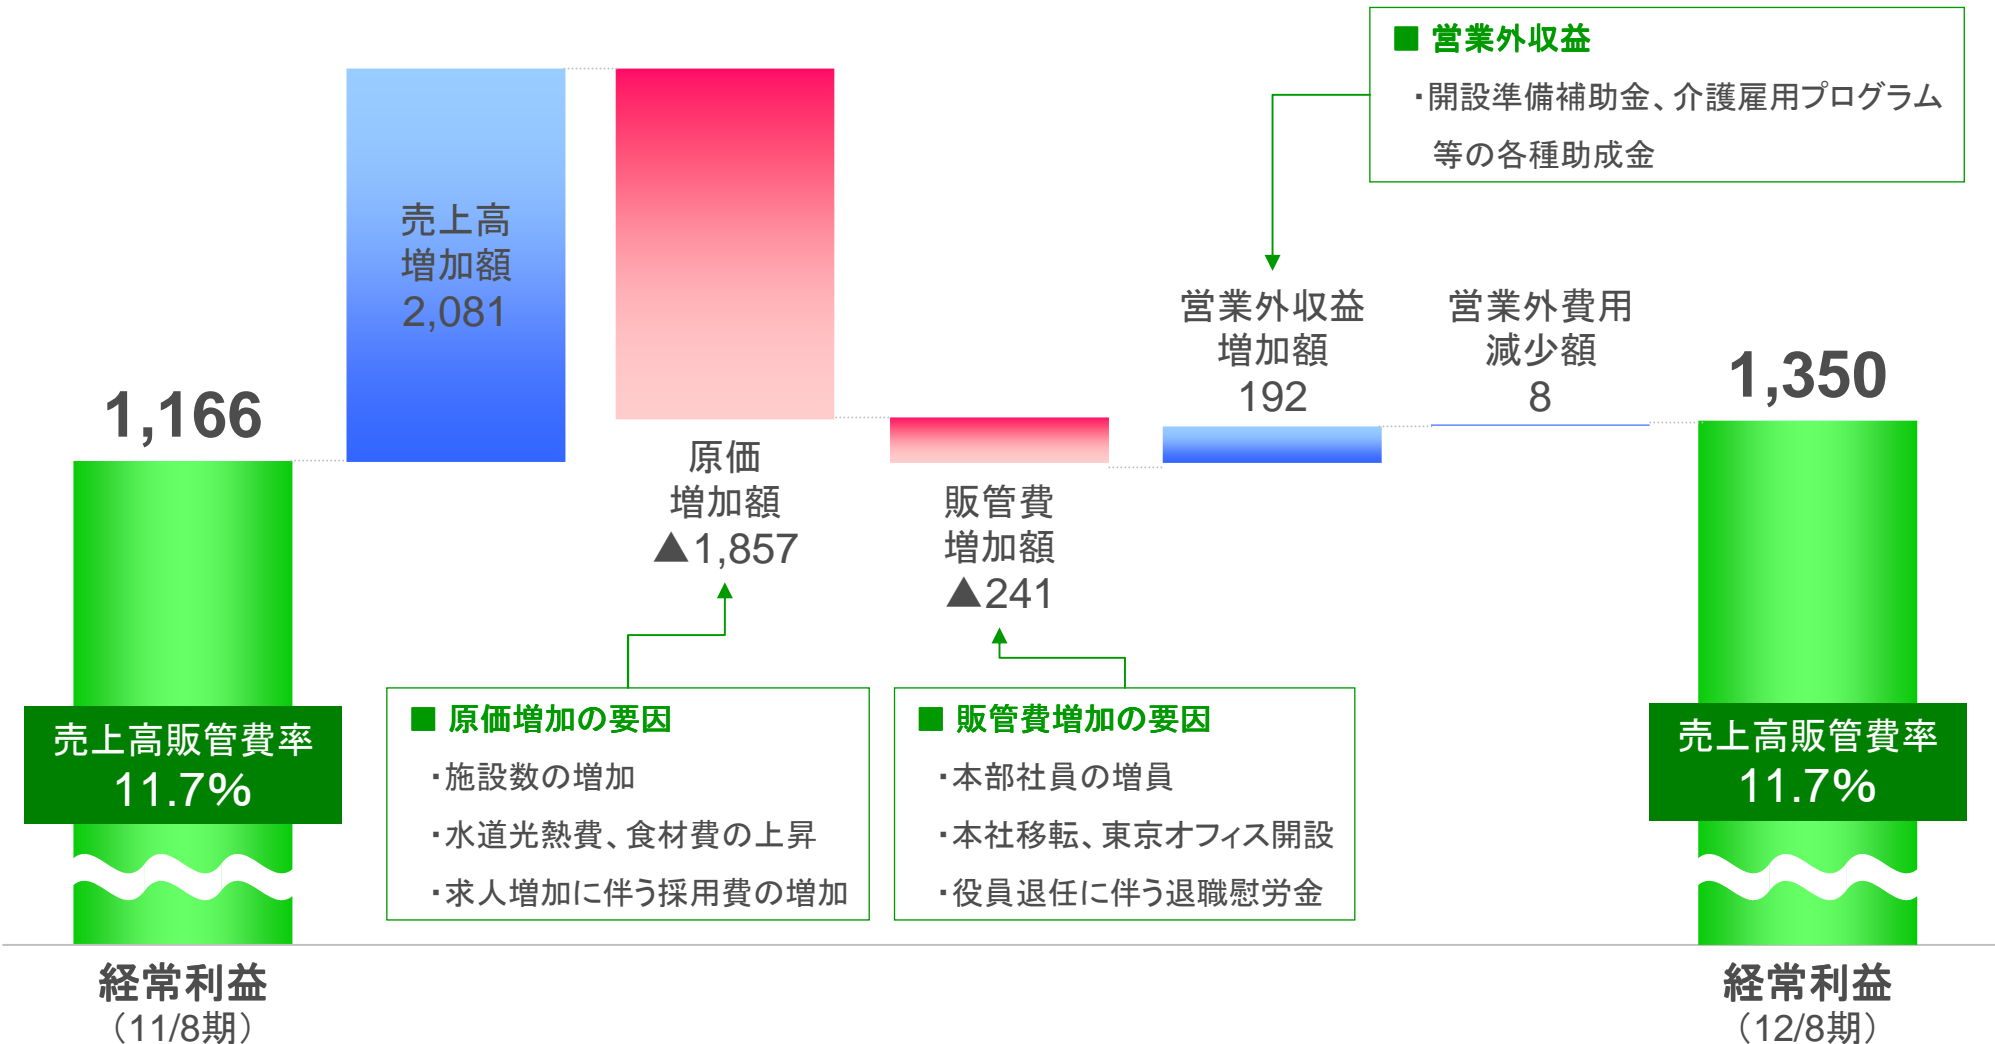 ■ 営業外収益
・開設準備補助金、介護雇用プログラム
等の各種助成金
売上高
増加額
2,081
営業外収益
増加額
192
営業外費用
減少額
8
1,350
1,166
原価
増加額
▲1,857
販管費
増加額
▲241
■ 原価増加の要因
・施設数の増加
・水道光熱費、食材費の上昇
・求人増加に伴う採用費の増加
■ 販管費増加の要因
・本部社員の増員
・本社移転、東京オフィス開設
・役員退任に伴う退職慰労金
売上高販管費率
11.7%
売上高販管費率
11.7%
経常利益
（11/8期）
経常利益
（12/8期）